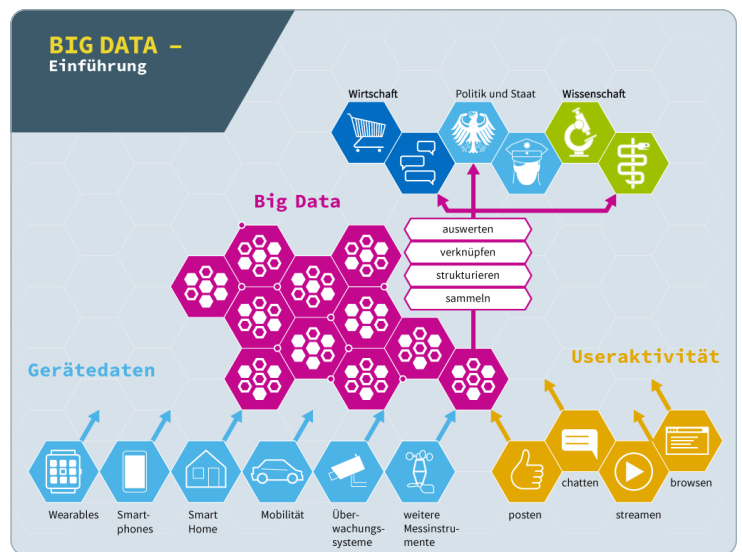 BIG DATA –
Einführung
Wirtschaft
Politik und Staat
Wissenschaft
Big Data
auswerten
verknüpfen
strukturieren
sammeln
Gerätedaten
Useraktivität
Wearables
Smart-
phones
Smart
Home
Mobilität
Über-
wachungs-
systeme
weitere
Messinstru-
mente
posten
chatten
streamen
browsen